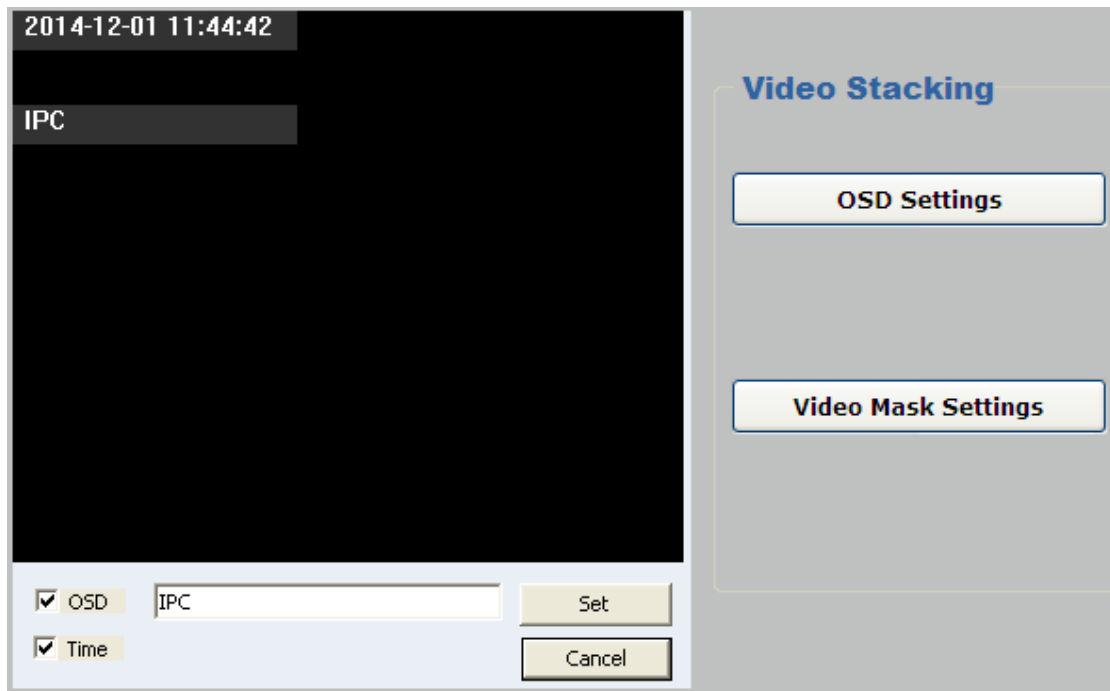 2014-12-01 11:44:42
IPC
Video Stacking
OSD Settings
Video Mask Settings
OSD
IPC
Set
Time
Cancel